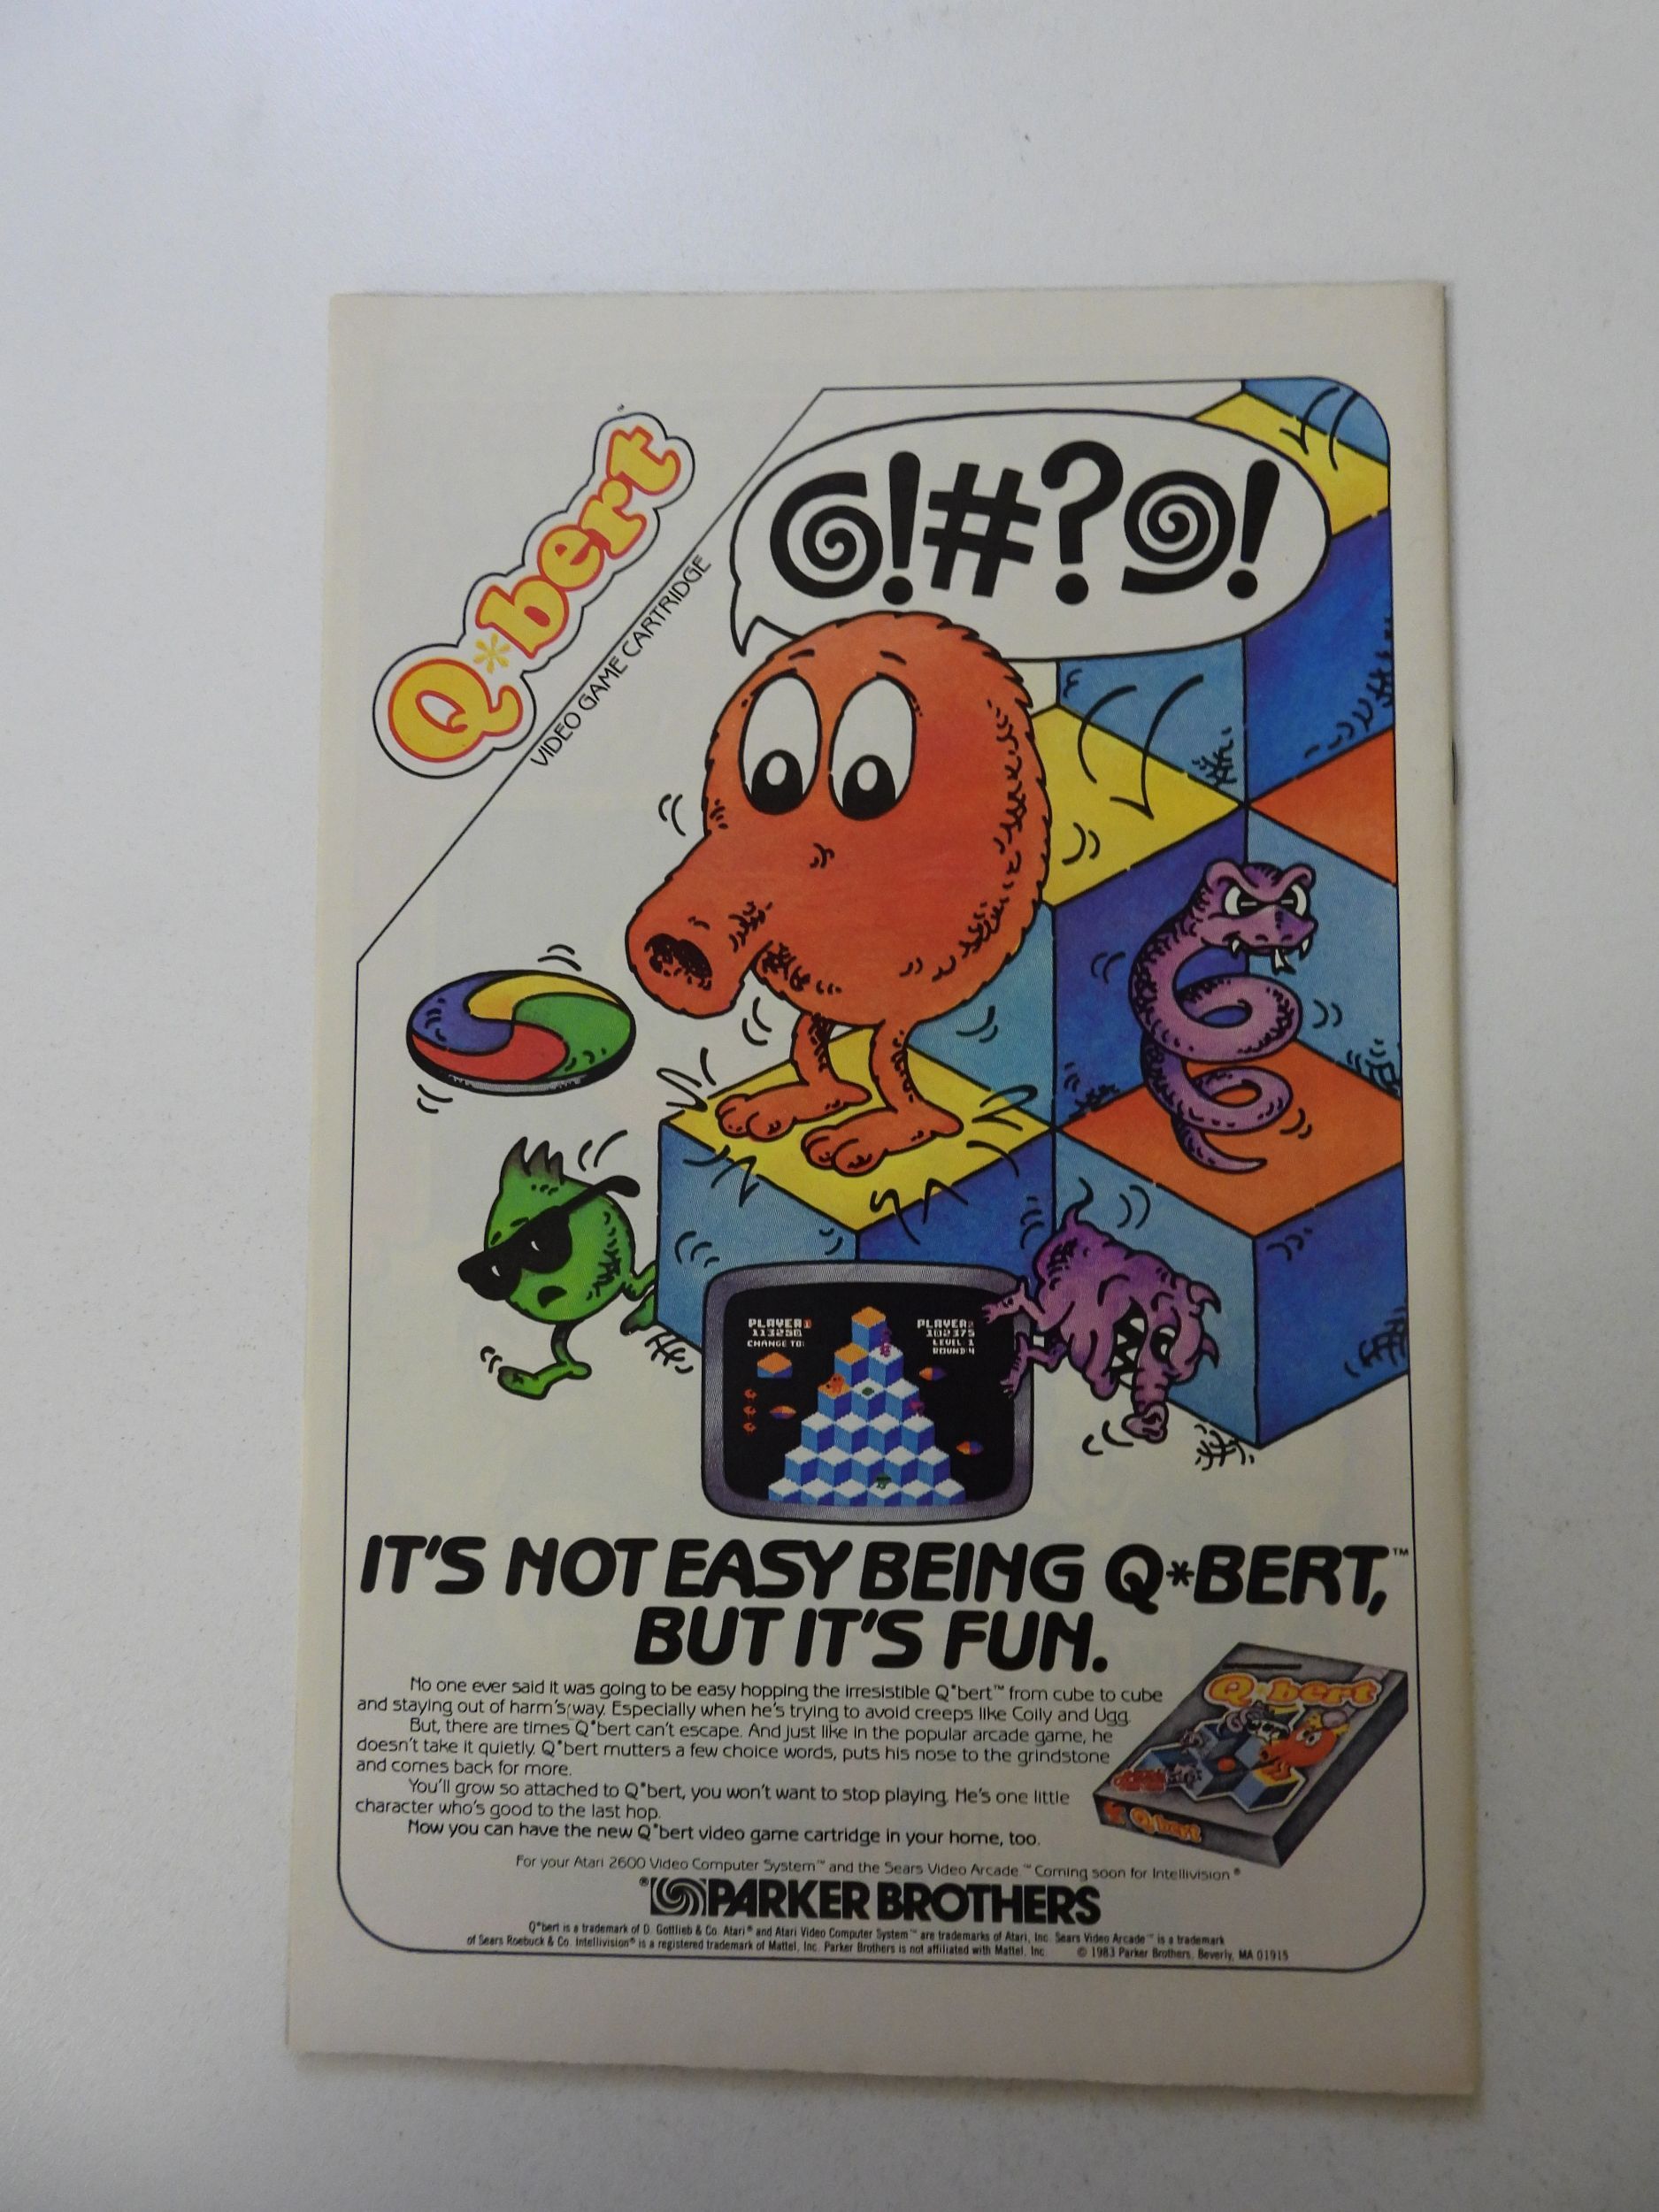 Q*bert™
VIDEO GAME CARTRIDGE
@!#?@!
PLAYER1
113250
CHANGE TO:
PLAYER2
102375
LEVEL 1
ROUND:4
IT'S NOT EASY BEING Q*BERT,™
BUT IT'S FUN.
No one ever said it was going to be easy hopping the irresistible Q*bert™ from cube to cube
and staying out of harm's way. Especially when he's trying to avoid creeps like Coily and Ugg.
But, there are times Q*bert can't escape. And just like in the popular arcade game, he
doesn't take it quietly. Q*bert mutters a few choice words, puts his nose to the grindstone
and comes back for more.
You'll grow so attached to Q*bert, you won't want to stop playing. He's one little
character who's good to the last hop.
Now you can have the new Q*bert video game cartridge in your home, too.
Q*bert
Q*bert
For your Atari 2600 Video Computer System™ and the Sears Video Arcade.™ Coming soon for Intellivision®
® PARKER BROTHERS
Q*bert is a trademark of D. Gottlieb & Co. Atari® and Atari Video Computer System™ are trademarks of Atari, Inc. Sears Video Arcade™ is a trademark
of Sears Roebuck & Co. Intellivision® is a registered trademark of Mattel, Inc. Parker Brothers is not affiliated with Mattel, Inc. © 1983 Parker Brothers, Beverly, MA 01915